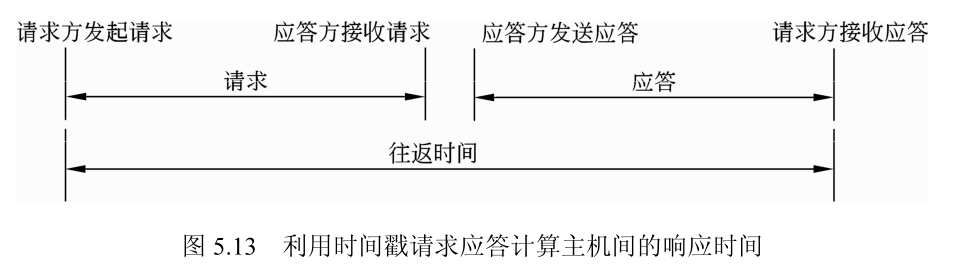 请求方发起请求 应答方接收请求 应答方发送应答 请求方接收应答
请求 应答
往返时间
图 5.13 利用时间戳请求应答计算主机间的响应时间